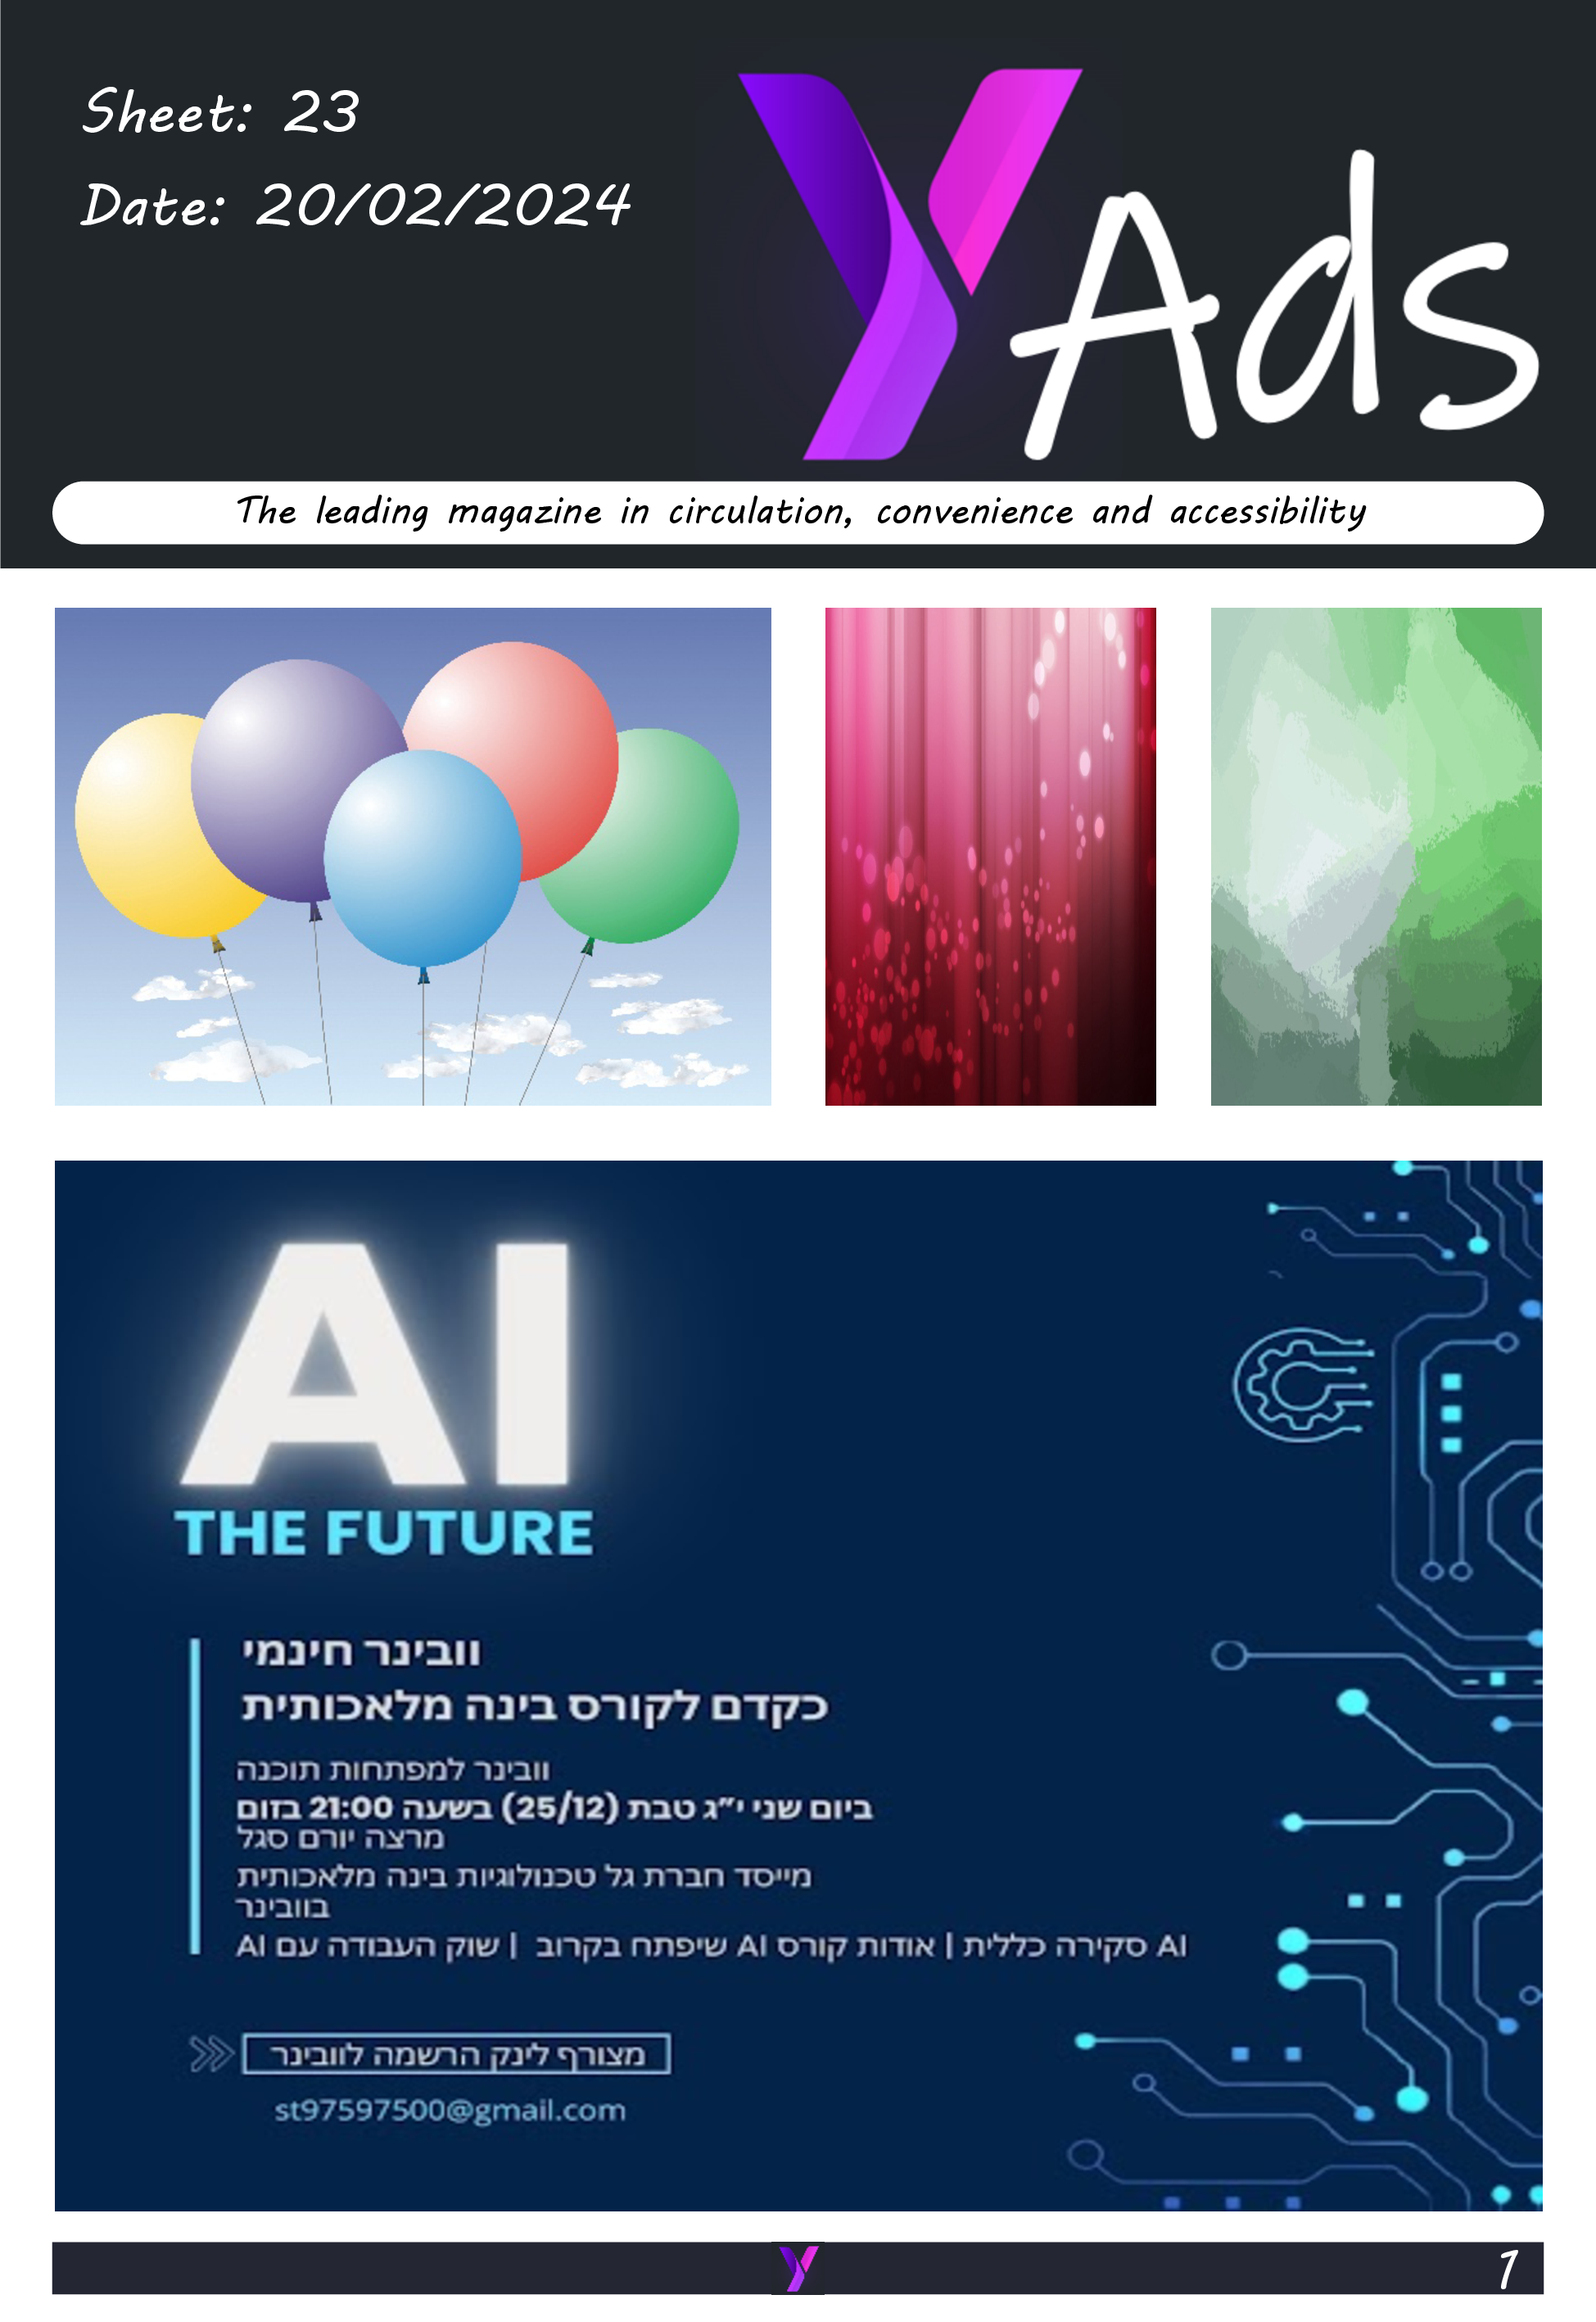 Sheet: 23
Date: 20/02/2024
Y Ads
The leading magazine in circulation, convenience and accessibility
AI
THE FUTURE
וובינר חינמי
כקדם לקורס בינה מלאכותית
וובינר למפתחות תוכנה
ביום שני י״ג טבת (25/12) בשעה 21:00 בזום
מרצה יורם סגל
מייסד חברת גל טכנולוגיות בינה מלאכותית
בוובינר
AI סקירה כללית | אודות קורס AI שיפתח בקרוב | שוק העבודה עם AI
מצורף לינק הרשמה לוובינר
st97597500@gmail.com
Y
1